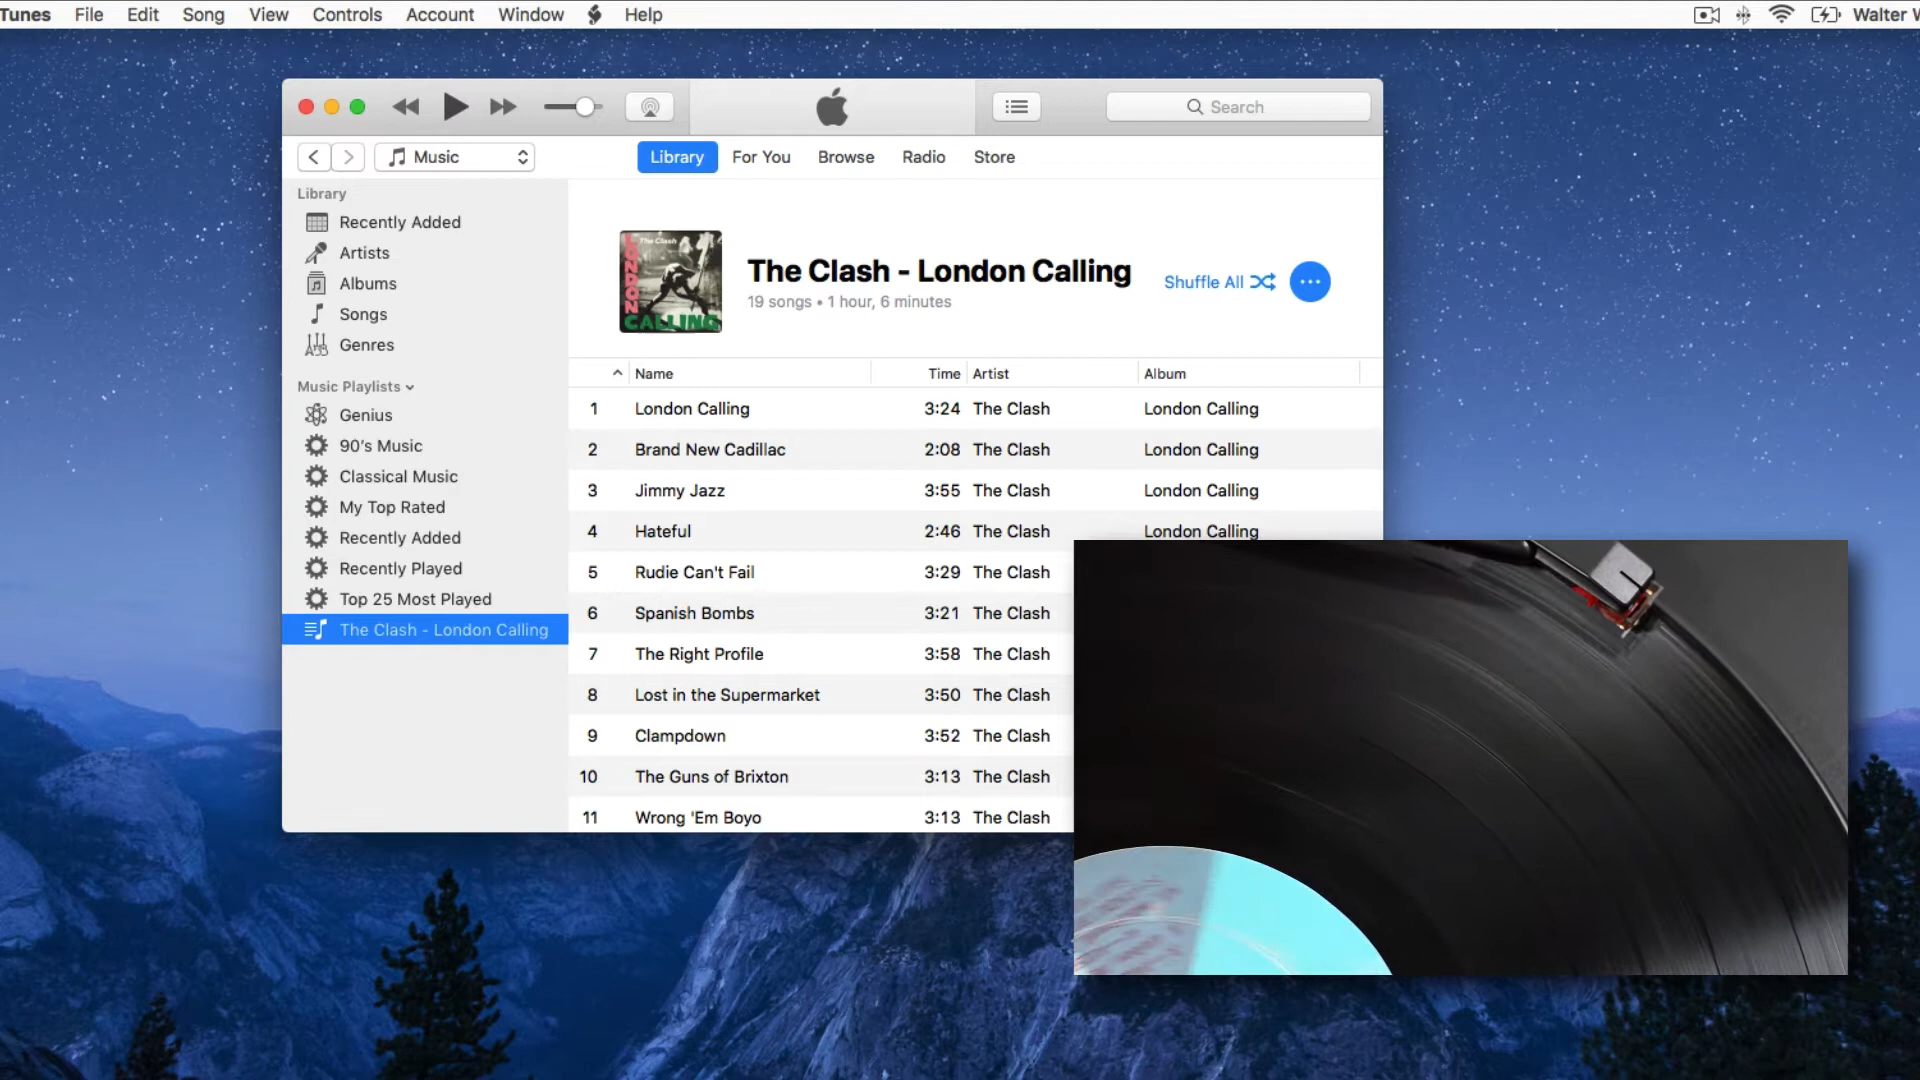 Tunes File Edit Song View Controls Account Window Help Walter
Search
Music Library For You Browse Radio Store
Library
Recently Added
Artists
Albums
Songs
Genres
Music Playlists
Genius
90's Music
Classical Music
My Top Rated
Recently Added
Recently Played
Top 25 Most Played
The Clash - London Calling
The Clash
LONDON
CALLING
The Clash - London Calling
19 songs • 1 hour, 6 minutes
Shuffle All
Name Time Artist Album
1 London Calling 3:24 The Clash London Calling
2 Brand New Cadillac 2:08 The Clash London Calling
3 Jimmy Jazz 3:55 The Clash London Calling
4 Hateful 2:46 The Clash London Calling
5 Rudie Can't Fail 3:29 The Clash
6 Spanish Bombs 3:21 The Clash
7 The Right Profile 3:58 The Clash
8 Lost in the Supermarket 3:50 The Clash
9 Clampdown 3:52 The Clash
10 The Guns of Brixton 3:13 The Clash
11 Wrong 'Em Boyo 3:13 The Clash